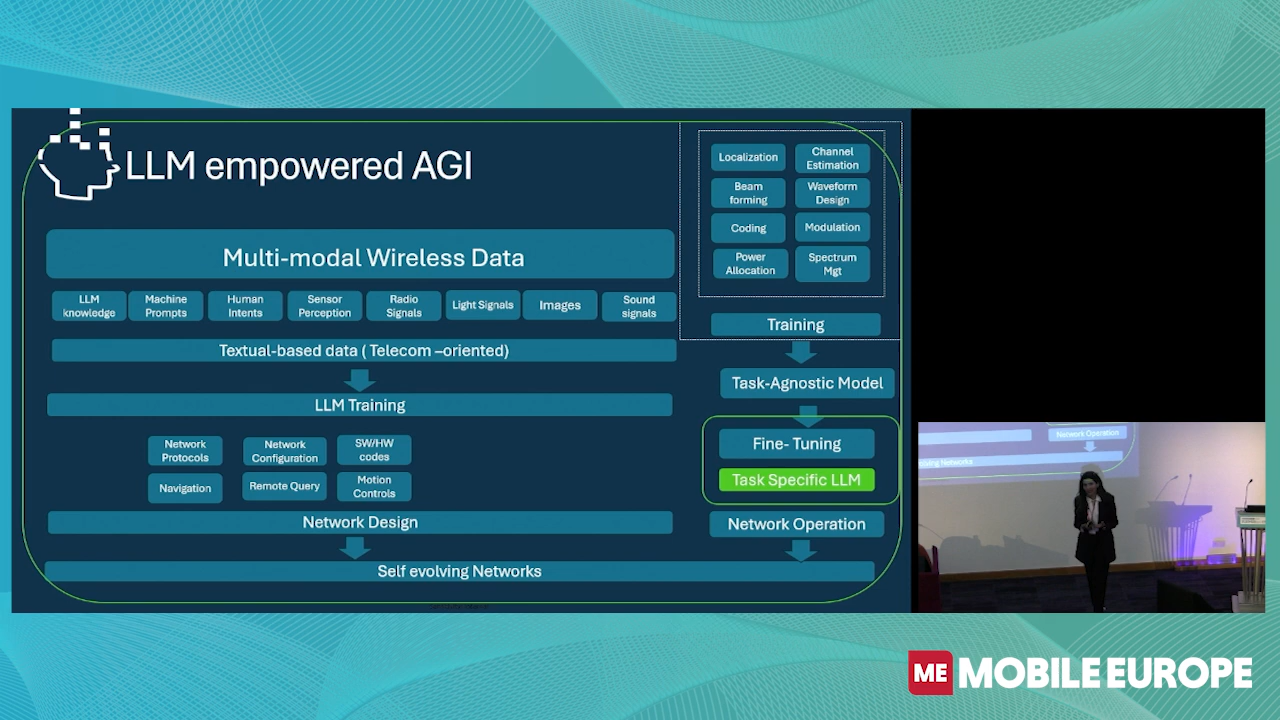 LLM empowered AGI
Multi-modal Wireless Data
LLM
knowledge
Machine
Prompts
Human
Intents
Sensor
Perception
Radio
Signals
Light Signals
Images
Sound
signals
Textual-based data ( Telecom –oriented)
LLM Training
Network
Protocols
Network
Configuration
SW/HW
codes
Navigation
Remote Query
Motion
Controls
Network Design
Self evolving Networks
Localization
Channel
Estimation
Beam
forming
Waveform
Design
Coding
Modulation
Power
Allocation
Spectrum
Mgt
Training
Task-Agnostic Model
Fine- Tuning
Task Specific LLM
Network Operation
Network Operation
evolving Networks
ME MOBILE EUROPE